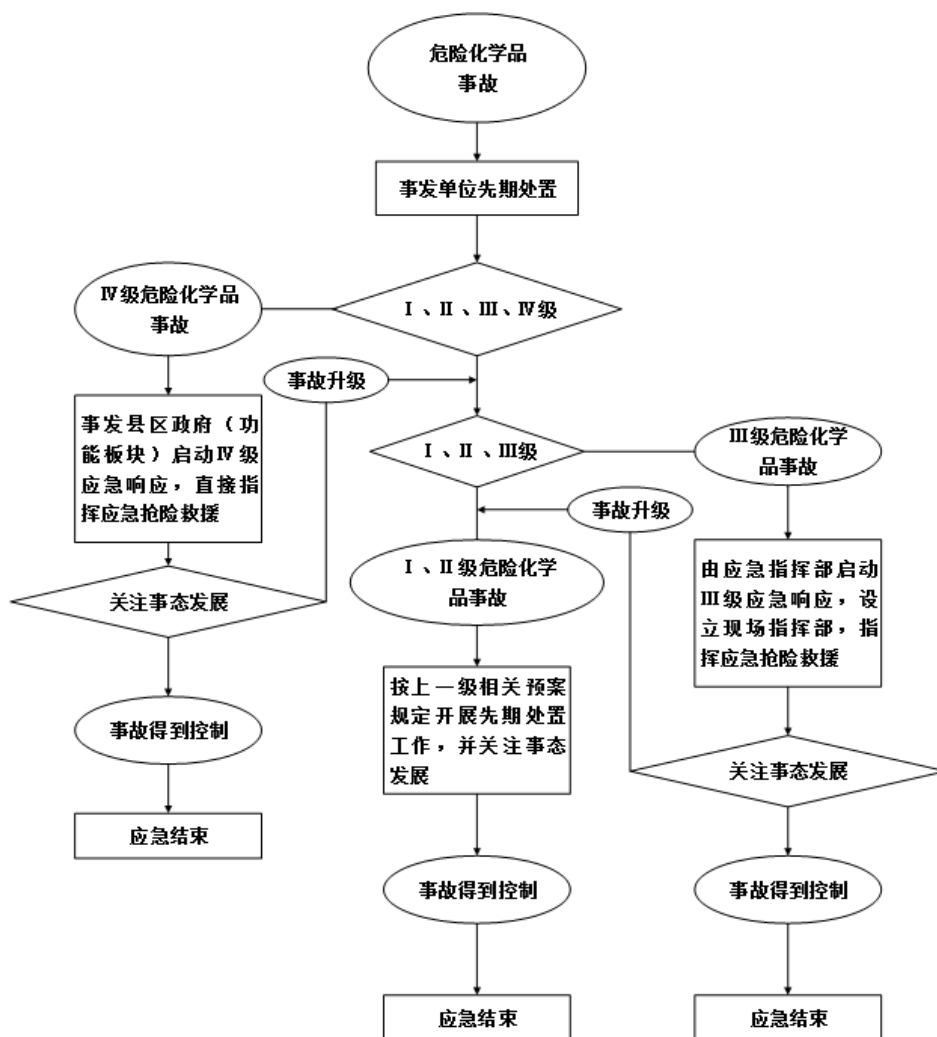 危险化学品
事故
事发单位先期处置
Ⅳ级危险化学品
事故
Ⅰ、Ⅱ、Ⅲ、Ⅳ级
事故升级
事发县区政府（功
能板块）启动Ⅳ级
应急响应，直接指
挥应急抢险救援
Ⅰ、Ⅱ、Ⅲ级
Ⅲ级危险化学
品事故
事故升级
关注事态发展
Ⅰ、Ⅱ级危险化学
品事故
由应急指挥部启动
Ⅲ级应急响应，设
立现场指挥部，指
挥应急抢险救援
事故得到控制
按上一级相关预案
规定开展先期处置
工作，并关注事态
发展
关注事态发展
应急结束
事故得到控制
事故得到控制
应急结束
应急结束